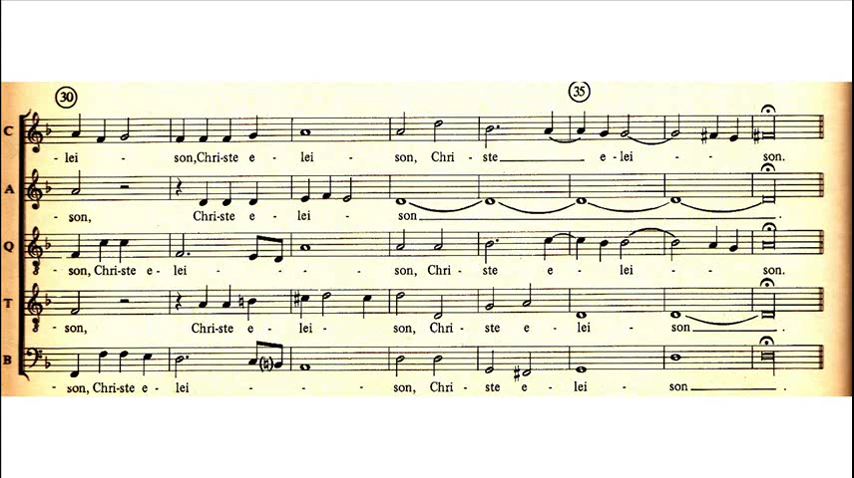 30 35
C
- lei - son,Chri-ste e - lei - son, Chri - ste e -lei - son.
A
- son, Chri-ste e - lei - son .
Q
- son, Chri-ste e - lei - son, Chri - ste e - lei - son.
T
- son, Chri-ste e - lei - son, Chri - ste e - lei - son .
B
- son, Chri-ste e - lei - son, Chri - ste e - lei - son .